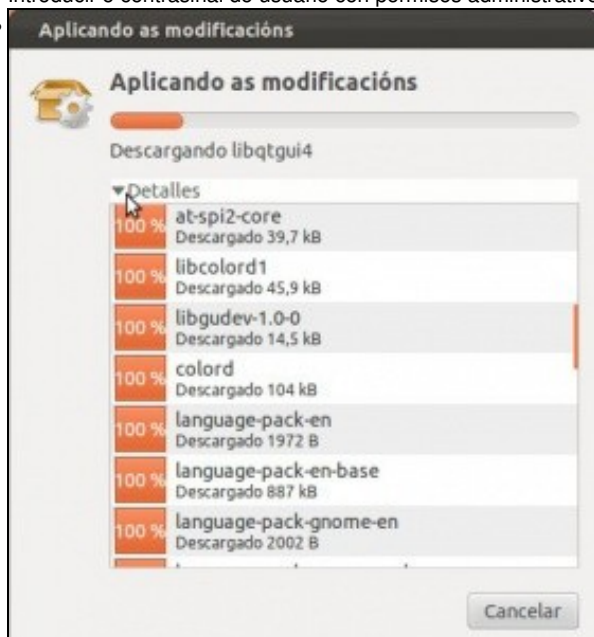 introducir o contrasinal do usuario con permisos administrativo
Aplicando as modificacións
Aplicando as modificacións
Descargando libqtgui4
Detalles
100 % at-spi2-core
Descargado 39,7 kB
100 % libcolord1
Descargado 45,9 kB
100 % libgudev-1.0-0
Descargado 14,5 kB
100 % colord
Descargado 104 kB
100 % language-pack-en
Descargado 1972 B
100 % language-pack-en-base
Descargado 887 kB
100 % language-pack-gnome-en
Descargado 2002 B
Cancelar